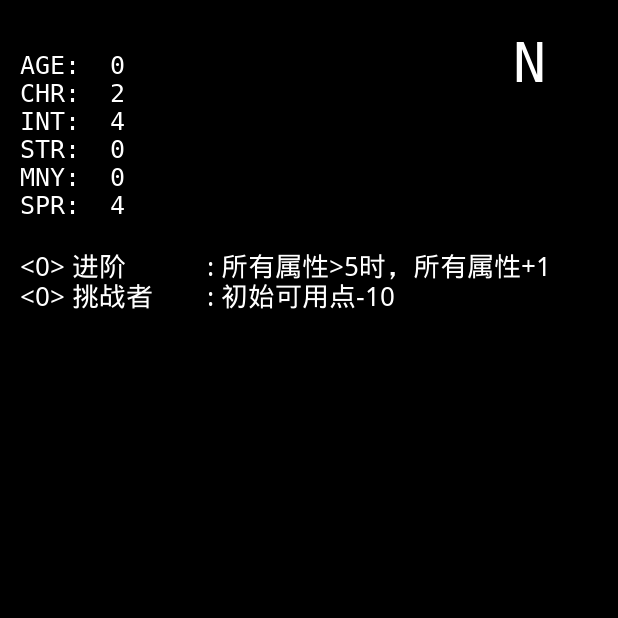 N
AGE: 0
CHR: 2
INT: 4
STR: 0
MNY: 0
SPR: 4
<0> 进阶 : 所有属性>5时，所有属性+1
<0> 挑战者 : 初始可用点-10